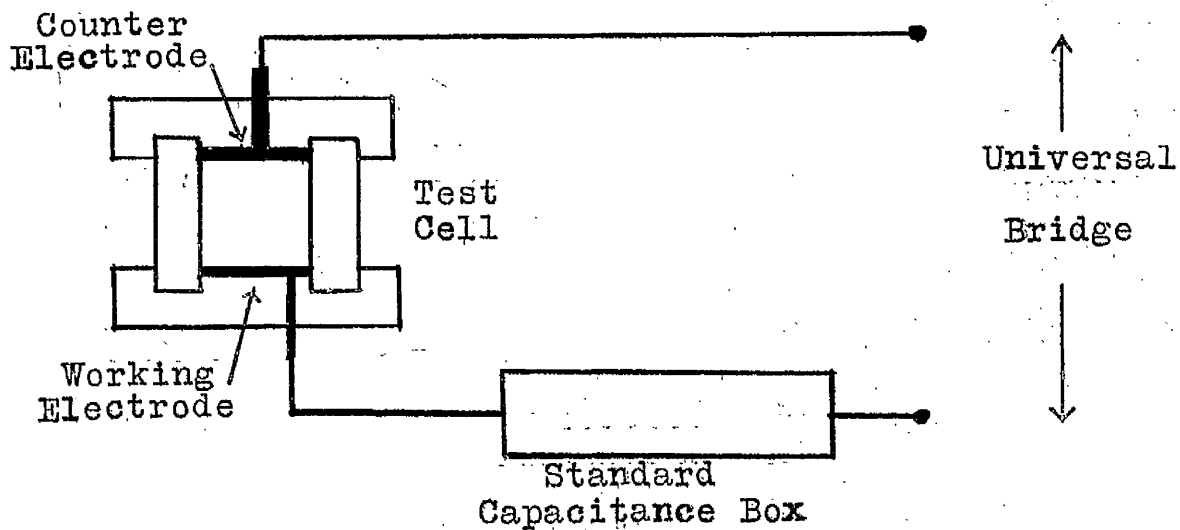 Counter
Electrode
Test
Cell
Universal
Bridge
Working
Electrode
Standard
Capacitance Box